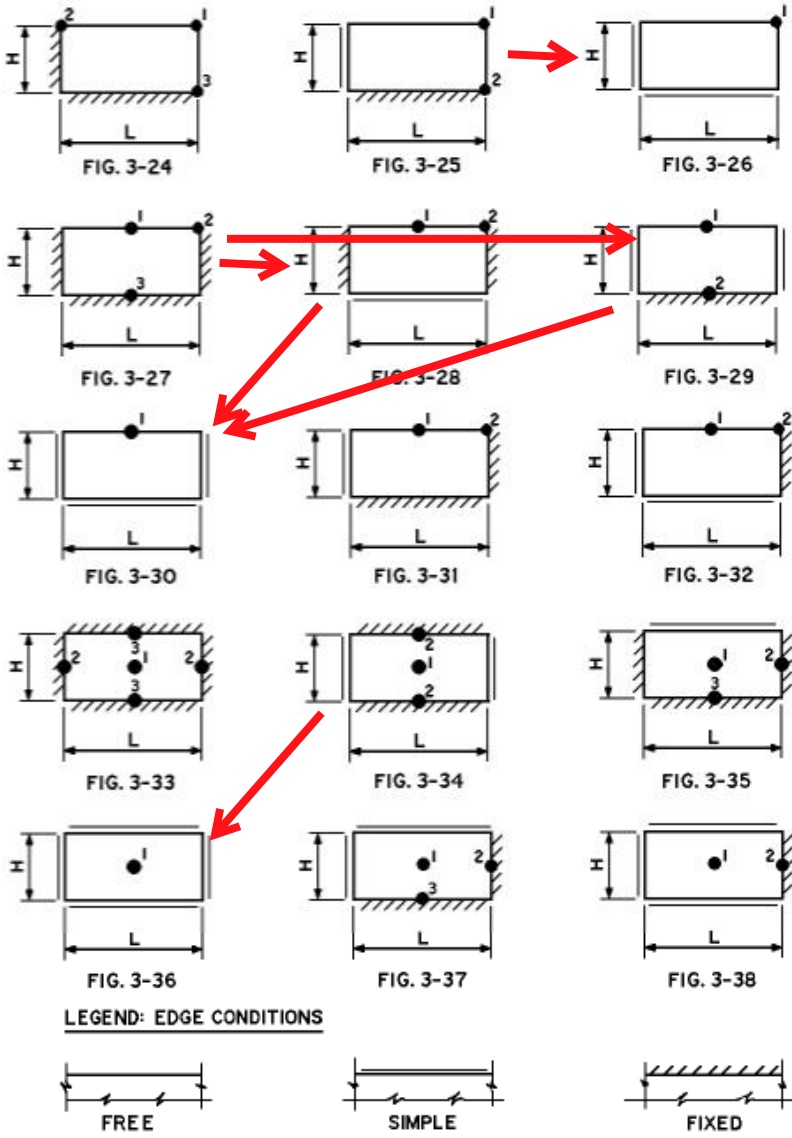 2 1 1 1
H H H
3 2
L L L
FIG. 3-24 FIG. 3-25 FIG. 3-26
1 2 1 2 1
H H H
3 2
L L L
FIG. 3-27 FIG. 3-28 FIG. 3-29
1 1 2 1 2
H H H
L L L
FIG. 3-30 FIG. 3-31 FIG. 3-32
3 2
H 2 1 2 H 1 H 1 2
3 2 3
L L L
FIG. 3-33 FIG. 3-34 FIG. 3-35
H 1 H 1 2 H 1 2
3
L L L
FIG. 3-36 FIG. 3-37 FIG. 3-38
LEGEND: EDGE CONDITIONS
FREE SIMPLE FIXED